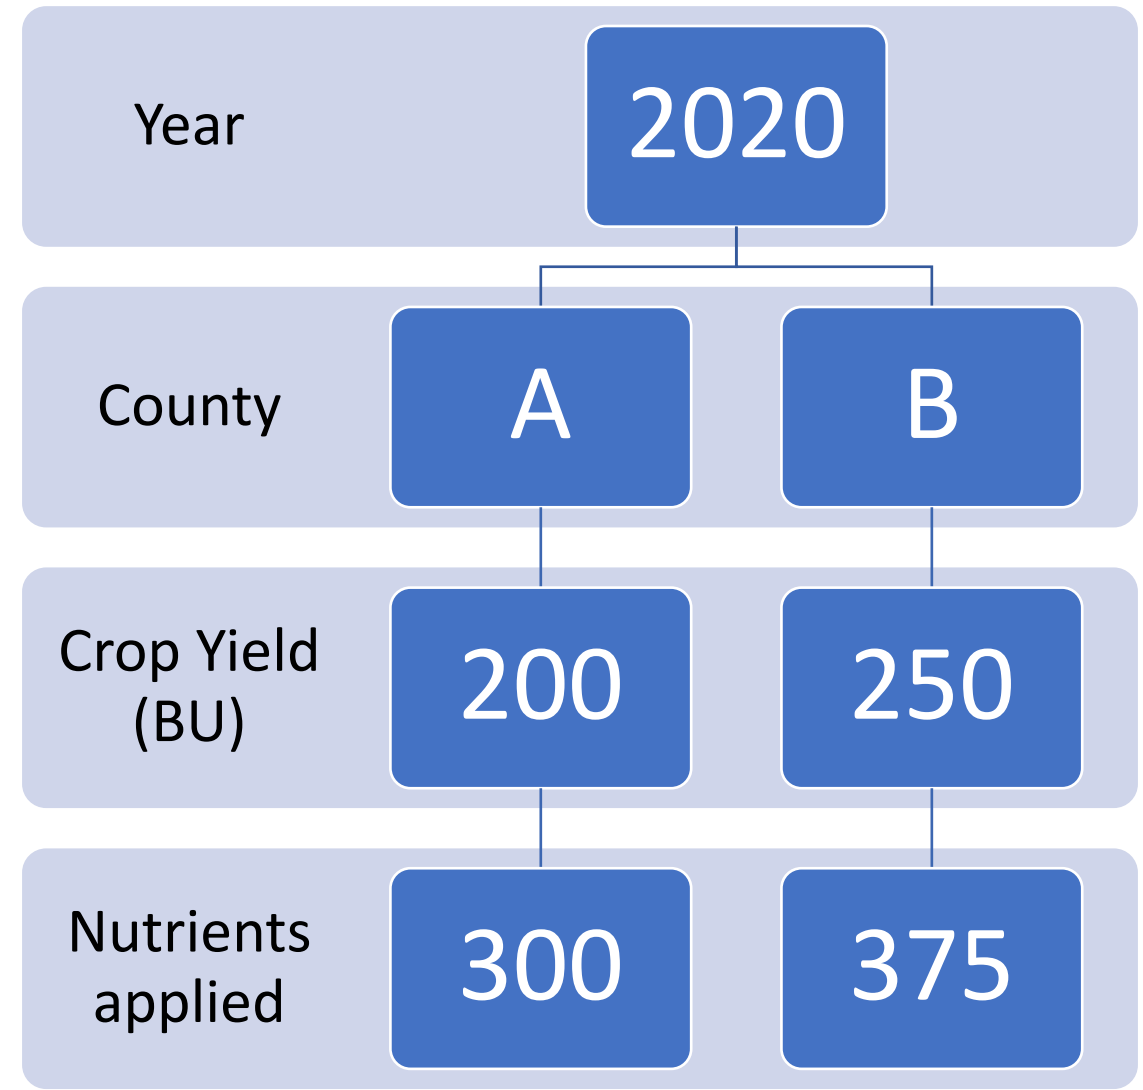 Year
2020
County
A
B
Crop Yield
(BU)
200
250
Nutrients
applied
300
375